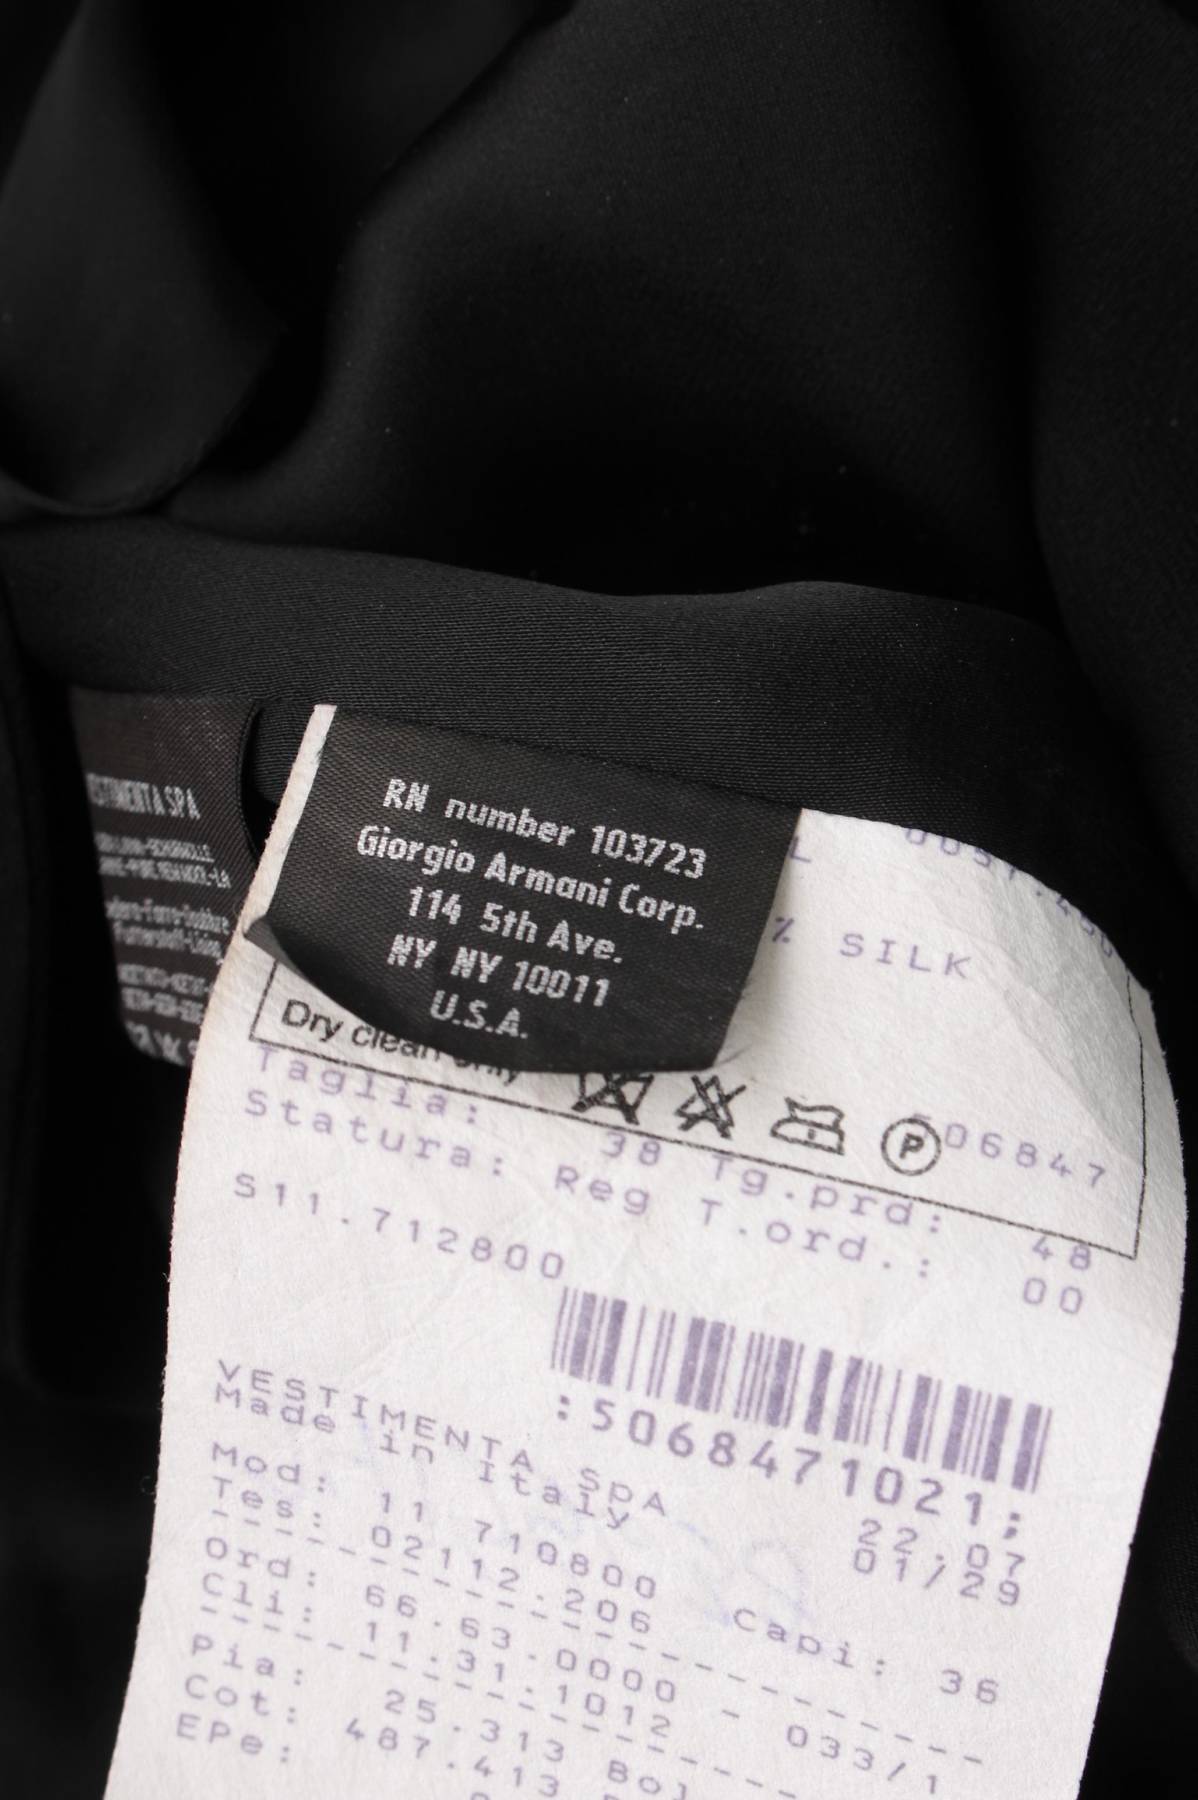 VESTIMENTA SPA
RN number 103723
Giorgio Armani Corp.
114 5th Ave.
NY NY 10011
U.S.A.
% SILK
Dry clean only
P
06847
Taglia: 38 Tg.prd: 48
Statura: Reg T.ord.: 00
S11.712800
:5068471021;
VESTIMENTA SpA 22.07
Made in Italy 01/29
Mod: 11 710800
Tes: 02112.206 Capi: 36
Ord: 66.63.0000 - 033/1
Cli: 11.31.1012
Pia: 25.313
Cot: 487.413
EPe: